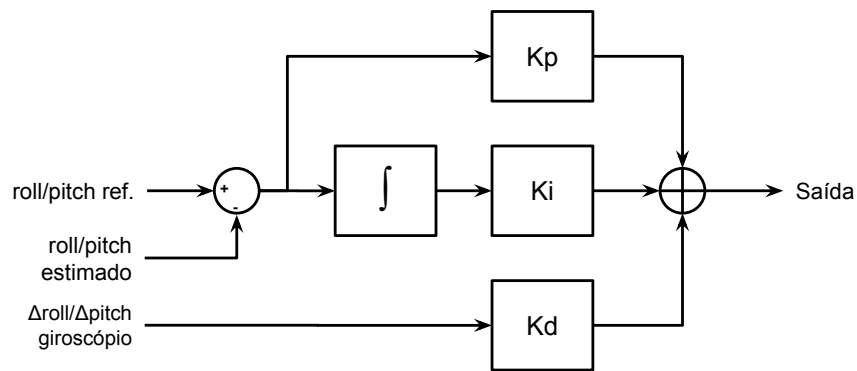 Kp
roll/pitch ref.
+
-
∫
Ki
Saída
roll/pitch
estimado
Δroll/Δpitch
giroscópio
Kd